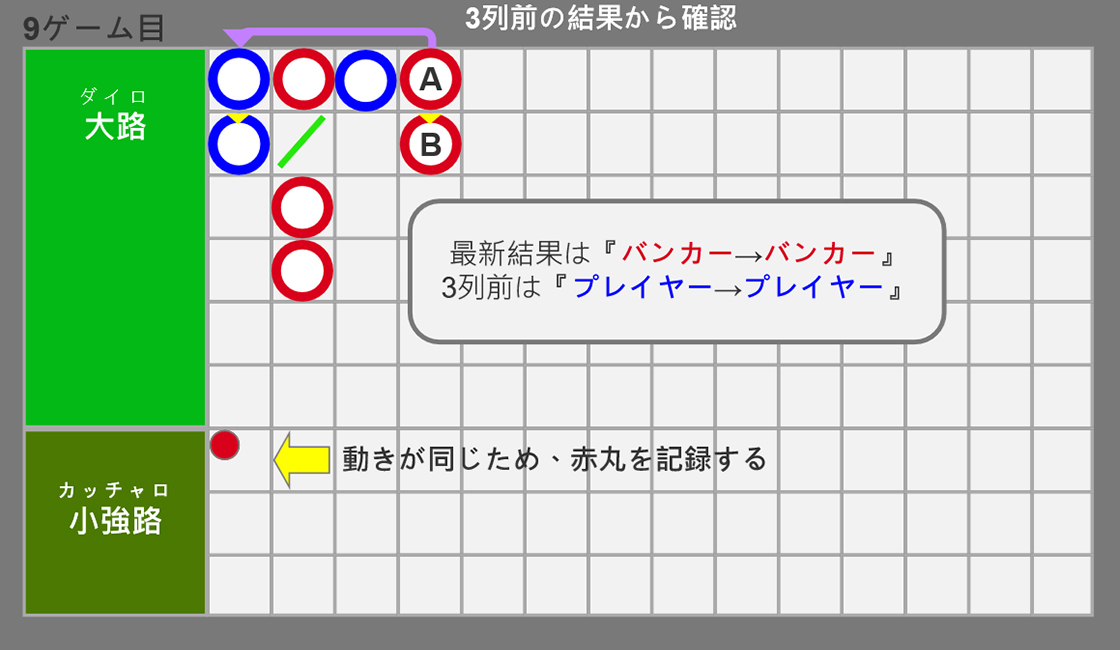 9ゲーム目
3列前の結果から確認
ダイロ
大路
A
B
最新結果は『バンカー→バンカー』
3列前は『プレイヤー→プレイヤー』
カッチャロ
小強路
動きが同じため、赤丸を記録する